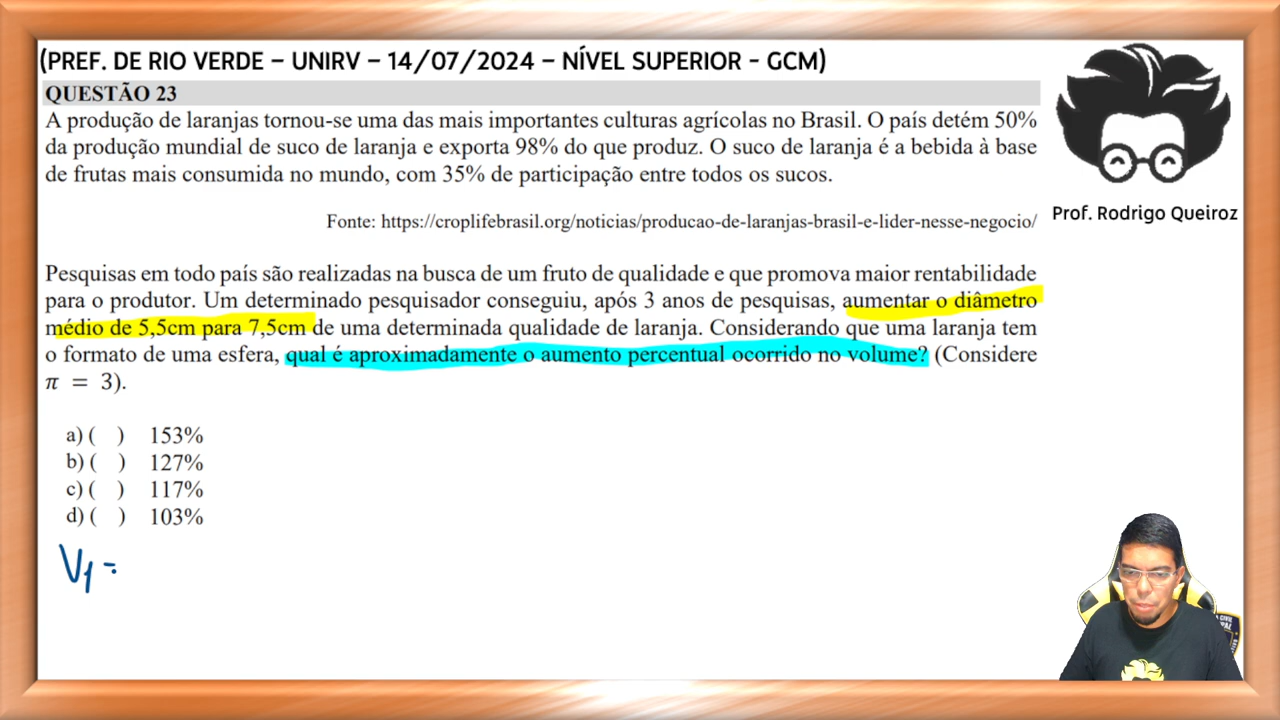 (PREF. DE RIO VERDE – UNIRV – 14/07/2024 – NÍVEL SUPERIOR - GCM)
QUESTÃO 23
A produção de laranjas tornou-se uma das mais importantes culturas agrícolas no Brasil. O país detém 50%
da produção mundial de suco de laranja e exporta 98% do que produz. O suco de laranja é a bebida à base
de frutas mais consumida no mundo, com 35% de participação entre todos os sucos.
Prof. Rodrigo Queiroz
Fonte: https://croplifebrasil.org/noticias/producao-de-laranjas-brasil-e-lider-nesse-negocio/
Pesquisas em todo país são realizadas na busca de um fruto de qualidade e que promova maior rentabilidade
para o produtor. Um determinado pesquisador conseguiu, após 3 anos de pesquisas, aumentar o diâmetro
médio de 5,5cm para 7,5cm de uma determinada qualidade de laranja. Considerando que uma laranja tem
o formato de uma esfera, qual é aproximadamente o aumento percentual ocorrido no volume? (Considere
π = 3).
a) ( ) 153%
b) ( ) 127%
c) ( ) 117%
d) ( ) 103%
V₁ =